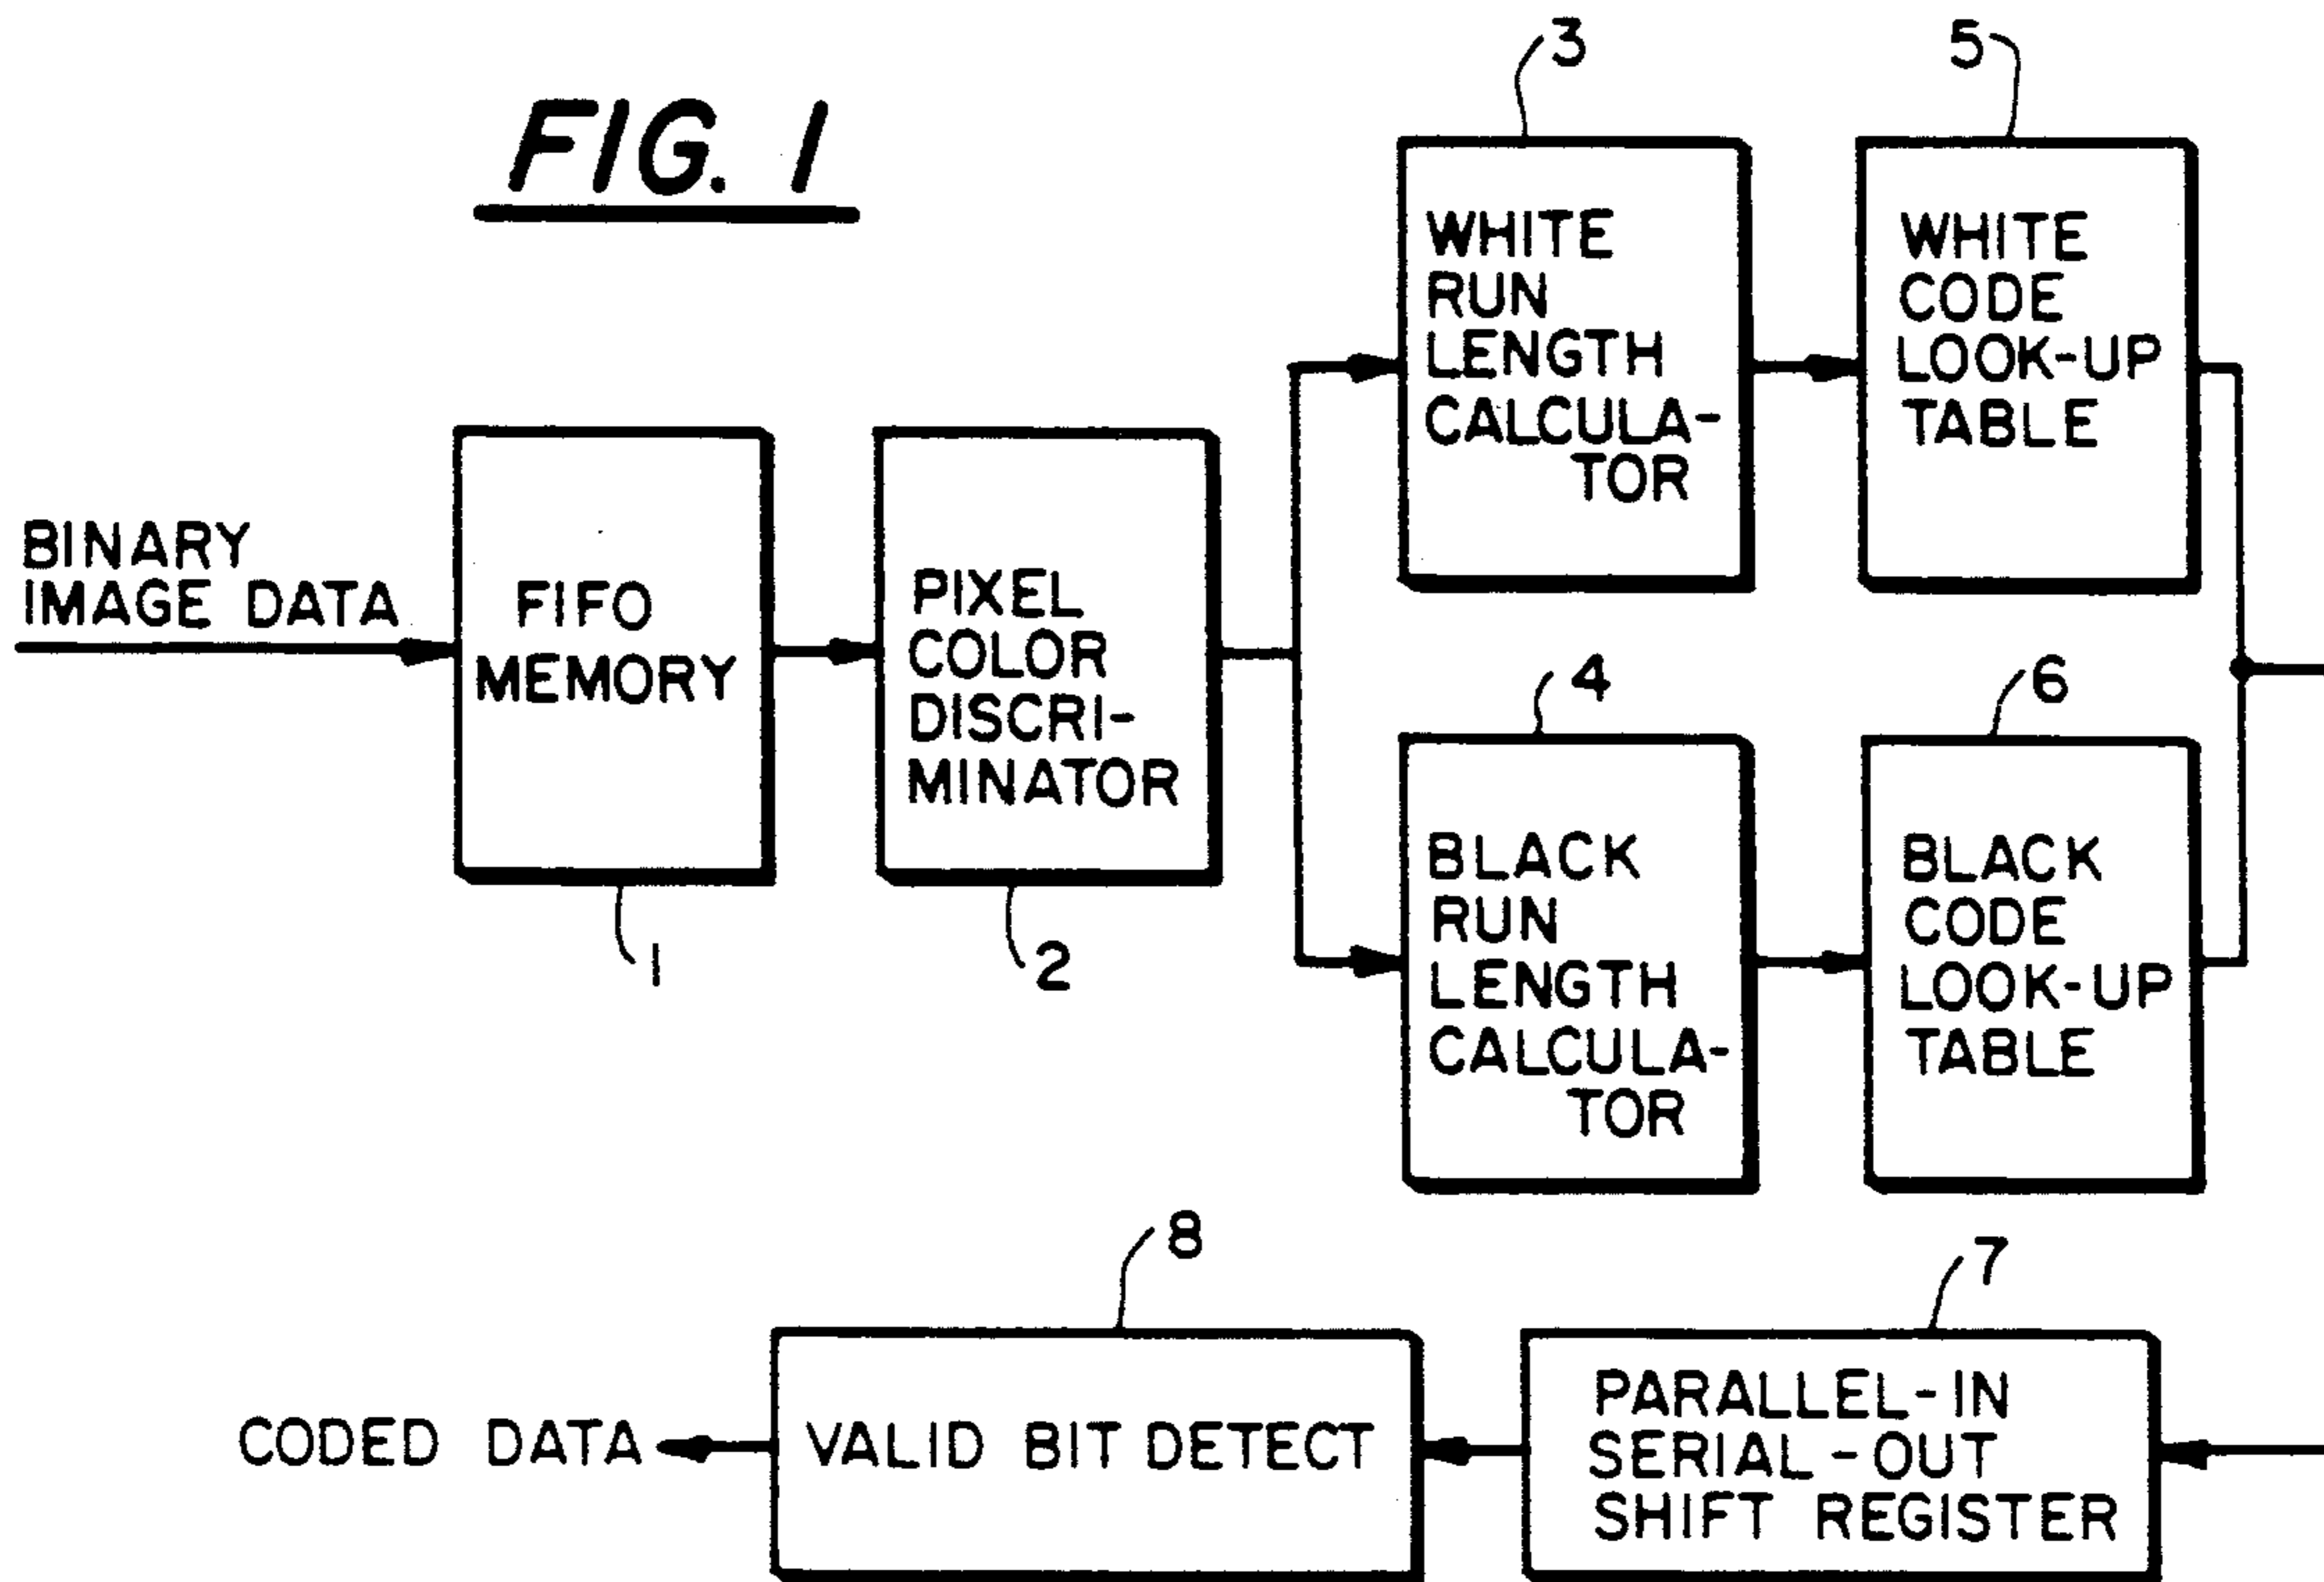 FIG. 1
BINARY
IMAGE DATA
FIFO
MEMORY
1
PIXEL
COLOR
DISCRI-
MINATOR
2
3
WHITE
RUN
LENGTH
CALCULA-
TOR
5
WHITE
CODE
LOOK-UP
TABLE
4
BLACK
RUN
LENGTH
CALCULA-
TOR
6
BLACK
CODE
LOOK-UP
TABLE
7
PARALLEL-IN
SERIAL-OUT
SHIFT REGISTER
8
VALID BIT DETECT
CODED DATA